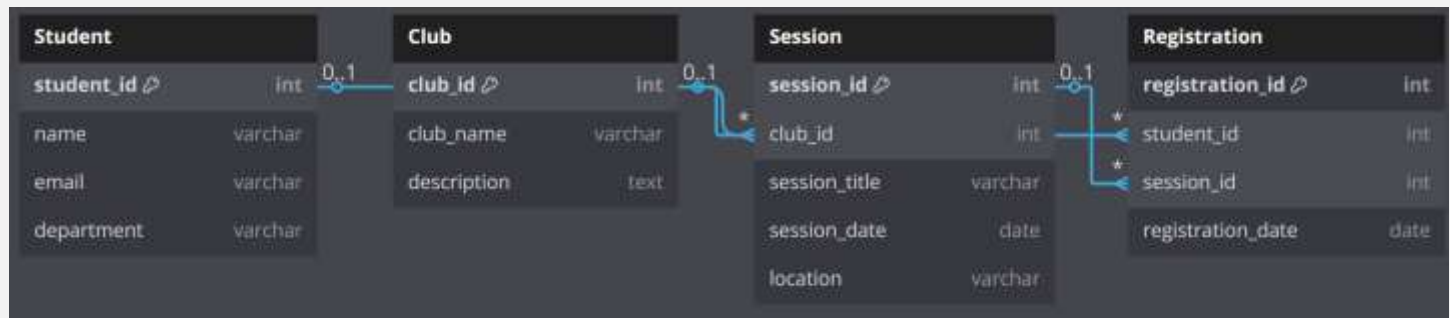 Student
student_id int
name varchar
email varchar
department varchar
0..1
Club
club_id int
club_name varchar
description text
0..1
*
Session
session_id int
club_id int
session_title varchar
session_date date
location varchar
0..1
*
*
Registration
registration_id int
student_id int
session_id int
registration_date date